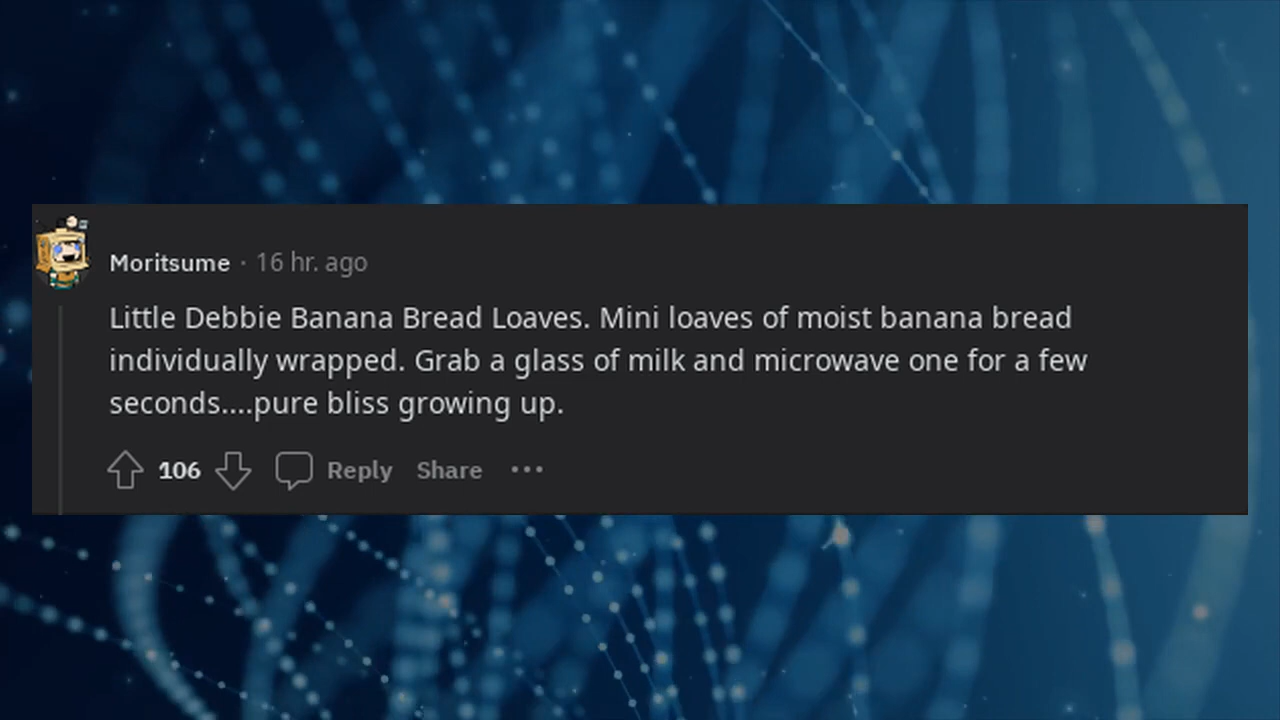 Moritsume · 16 hr. ago
Little Debbie Banana Bread Loaves. Mini loaves of moist banana bread
individually wrapped. Grab a glass of milk and microwave one for a few
seconds....pure bliss growing up.
106 Reply Share ···